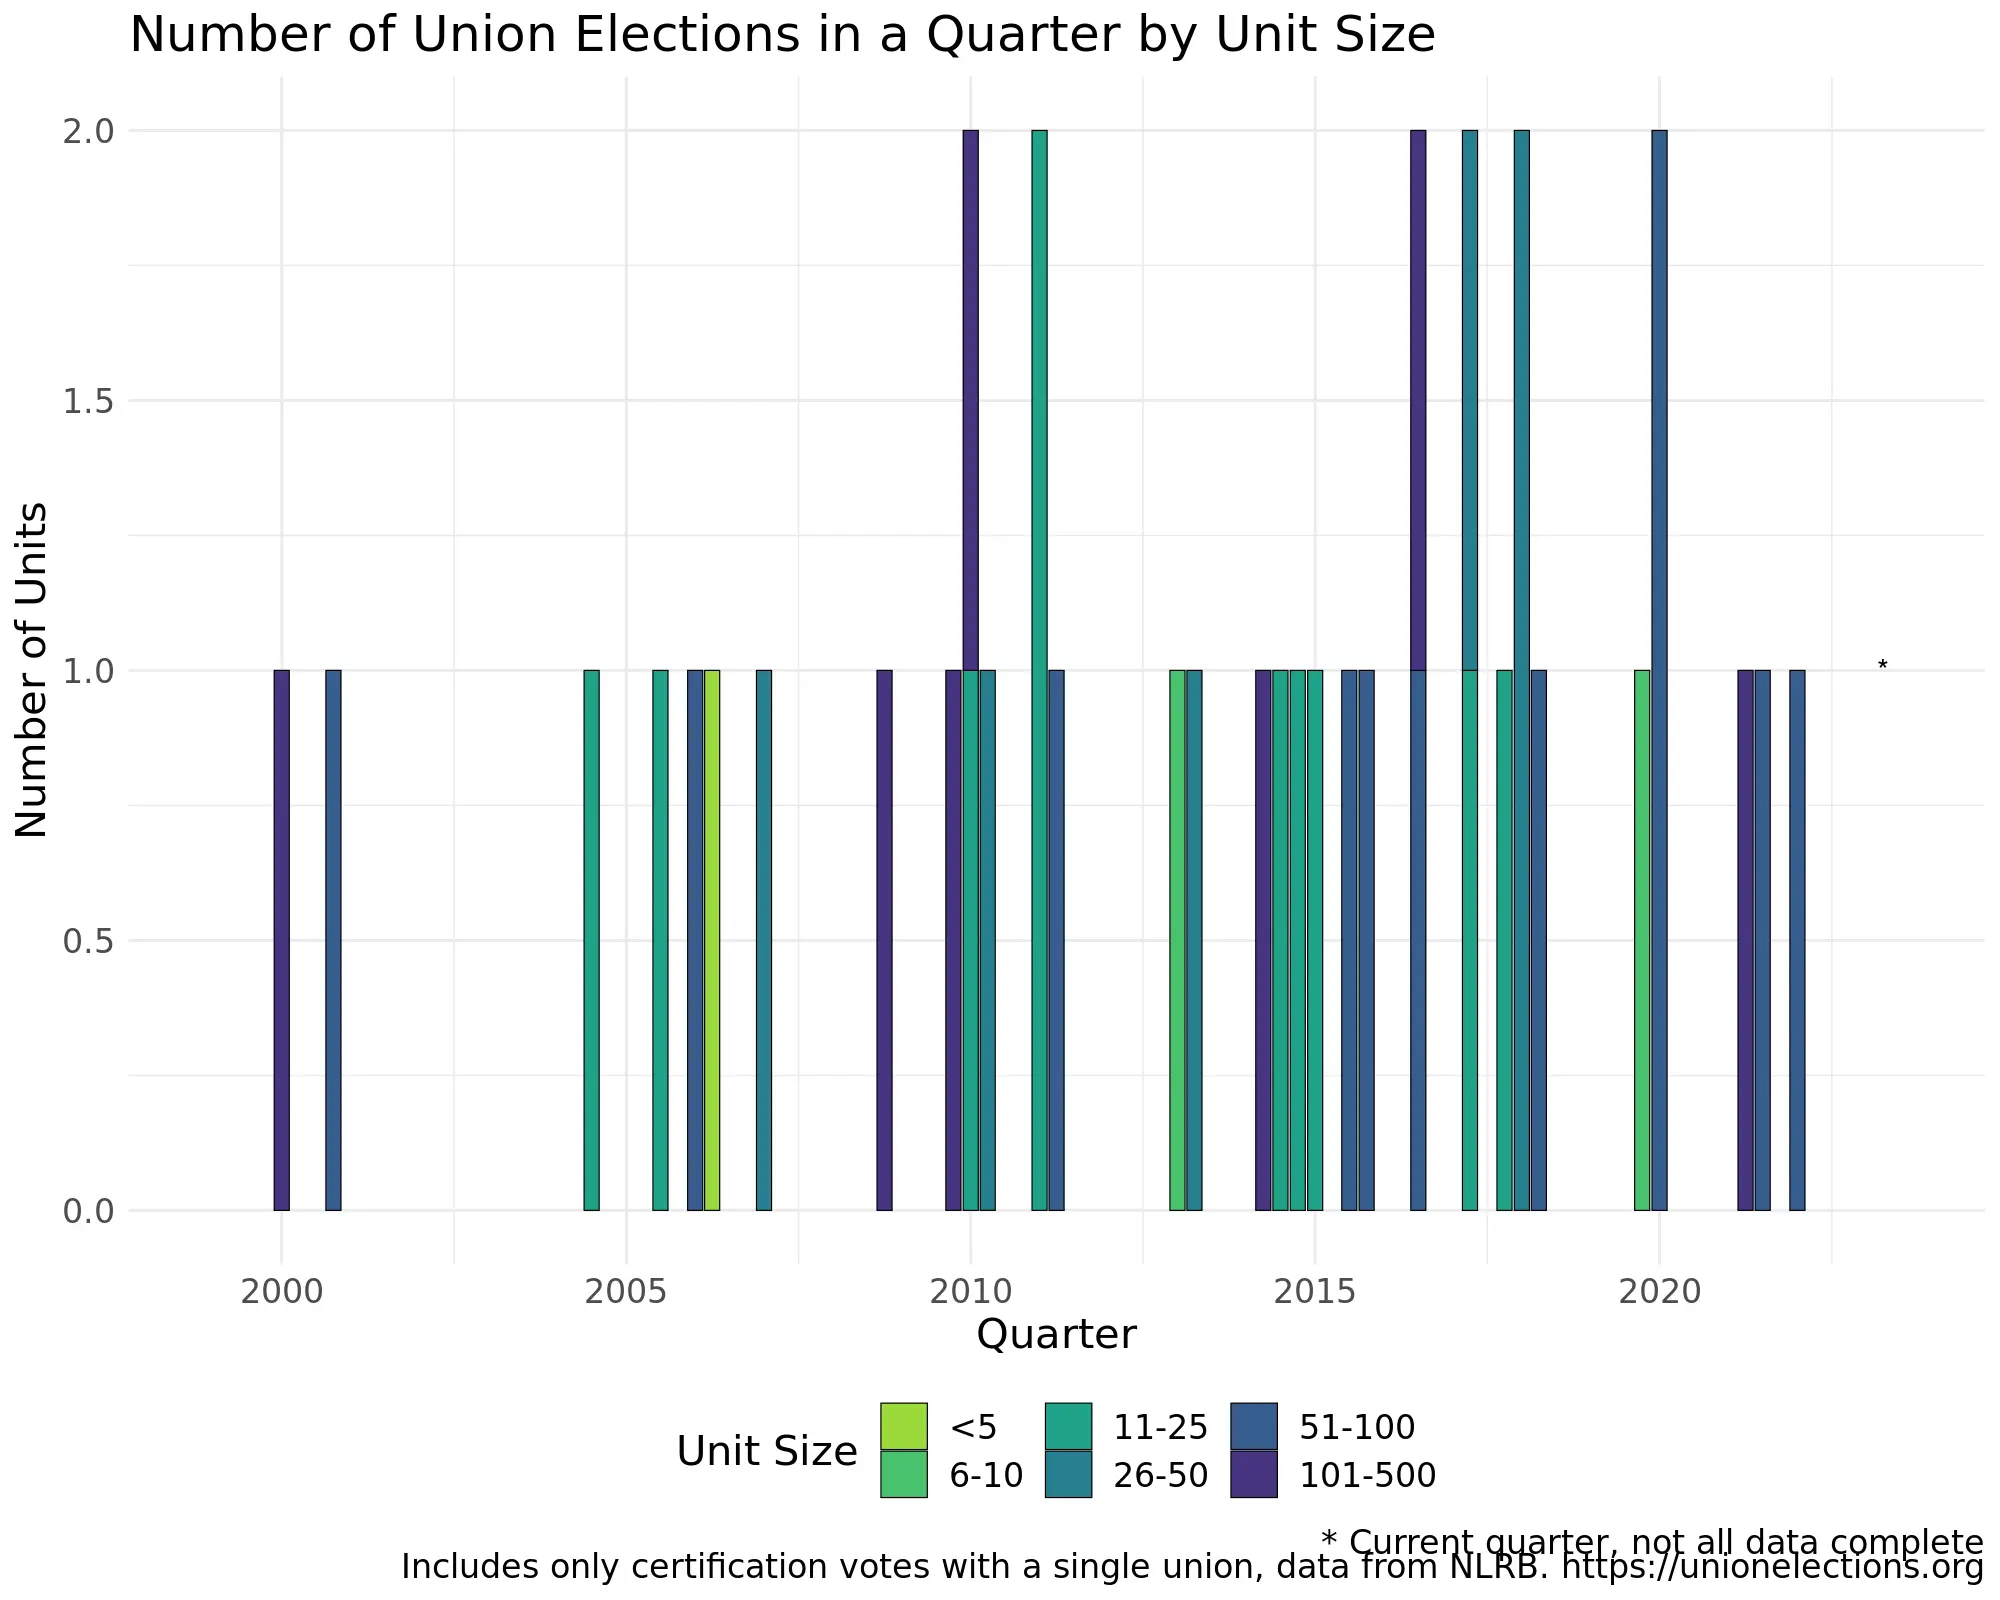 Number of Union Elections in a Quarter by Unit Size
Number of Units
2.0
1.5
1.0
0.5
0.0
*
2000 2005 2010 2015 2020
Quarter
Unit Size
<5 11-25 51-100
6-10 26-50 101-500
* Current quarter, not all data complete
Includes only certification votes with a single union, data from NLRB. https://unionelections.org